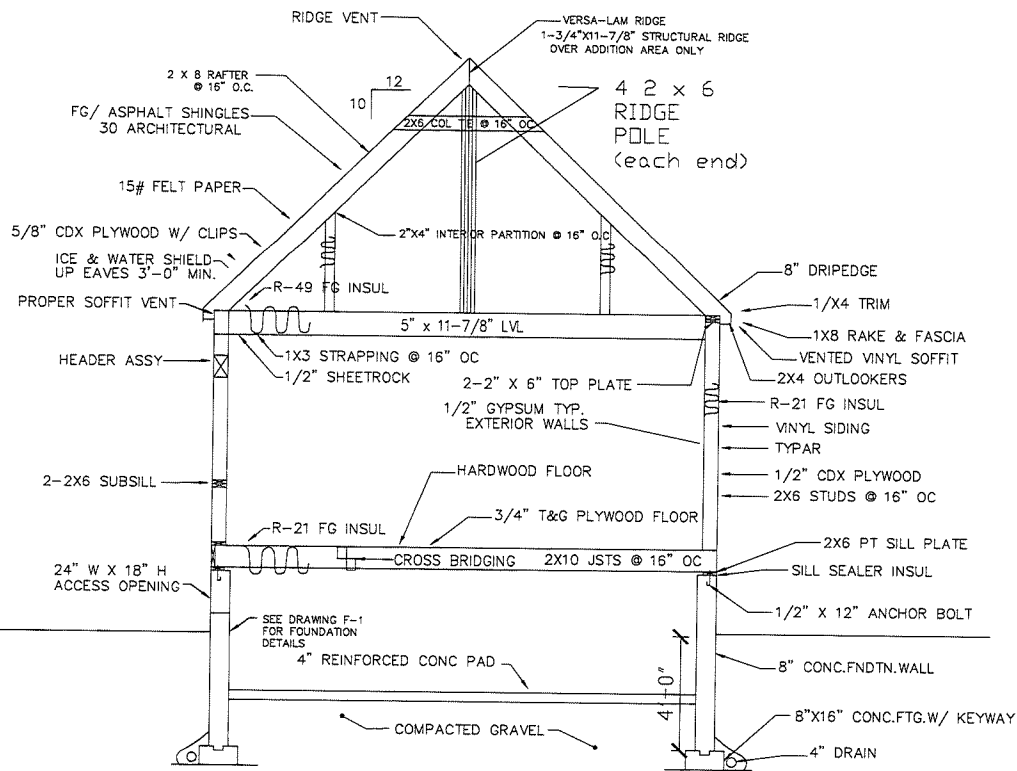 RIDGE VENT
VERSA-LAM RIDGE
1-3/4"X11-7/8" STRUCTURAL RIDGE
OVER ADDITION AREA ONLY
2 X 8 RAFTER
@ 16" O.C.
12
10
4 2 x 6
RIDGE
POLE
(each end)
FG/ ASPHALT SHINGLES
30 ARCHITECTURAL
2X6 COL TIE @ 16" OC
15# FELT PAPER
5/8" CDX PLYWOOD W/ CLIPS
2"X4" INTERIOR PARTITION @ 16" O.C
ICE & WATER SHIELD
UP EAVES 3'-0" MIN.
8" DRIPEDGE
R-49 FG INSUL
PROPER SOFFIT VENT
1/X4 TRIM
5" x 11-7/8" LVL
1X8 RAKE & FASCIA
HEADER ASSY
1X3 STRAPPING @ 16" OC
VENTED VINYL SOFFIT
1/2" SHEETROCK
2-2" X 6" TOP PLATE
2X4 OUTLOOKERS
1/2" GYPSUM TYP.
EXTERIOR WALLS
R-21 FG INSUL
VINYL SIDING
TYPAR
HARDWOOD FLOOR
1/2" CDX PLYWOOD
2-2X6 SUBSILL
2X6 STUDS @ 16" OC
3/4" T&G PLYWOOD FLOOR
R-21 FG INSUL
2X6 PT SILL PLATE
CROSS BRIDGING
2X10 JSTS @ 16" OC
24" W X 18" H
ACCESS OPENING
SILL SEALER INSUL
1/2" X 12" ANCHOR BOLT
SEE DRAWING F-1
FOR FOUNDATION
DETAILS
4" REINFORCED CONC PAD
8" CONC.FNDTN.WALL
4'-0"
8"X16" CONC.FTG.W/ KEYWAY
COMPACTED GRAVEL
4" DRAIN